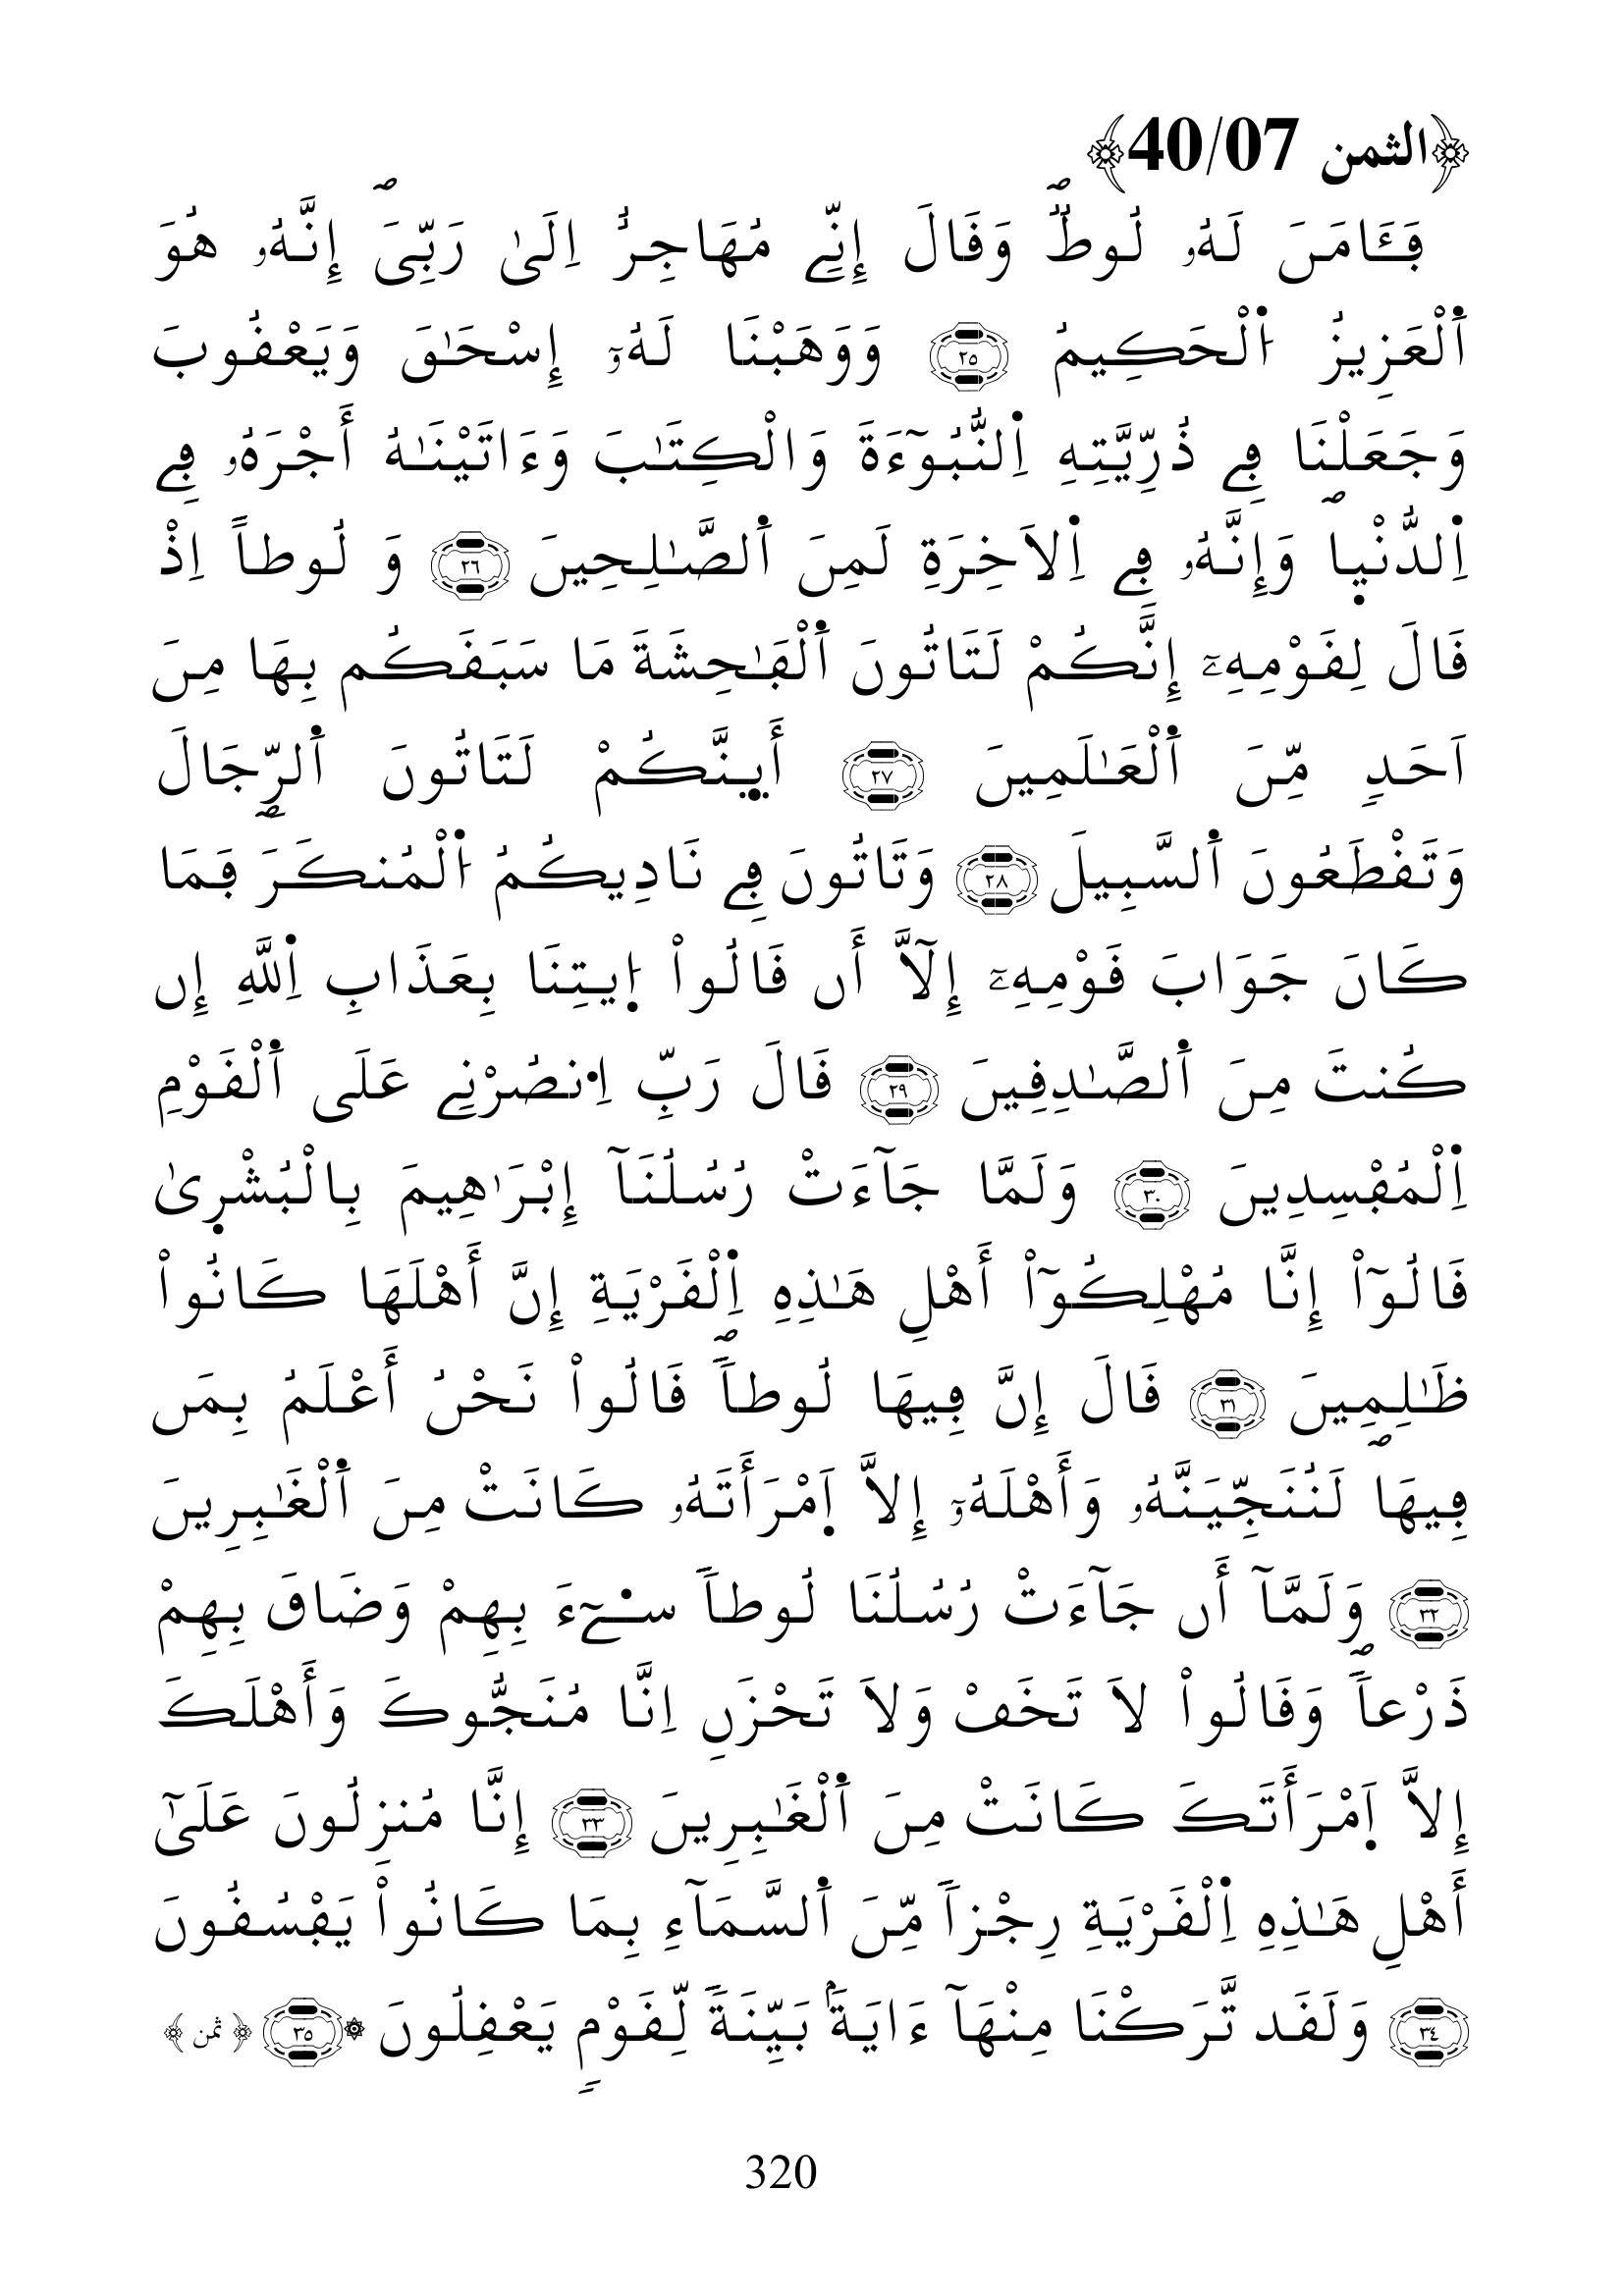 ﴿الثمن 40/07﴾
فَـَٔامَنَ لَهُۥ لُوطٌۖ وَقَالَ إِنِّے مُهَاجِرٌ اِلَىٰ رَبِّىَۖ إِنَّهُۥ هُوَ
اَ۬لْعَزِيزُ اُ۬لْحَكِيمُ ٢٥ وَوَهَبْنَا لَهُۥٓ إِسْحَٰقَ وَيَعْقُوبَ
وَجَعَلْنَا فِے ذُرِّيَّتِهِ اِ۬لنُّبُوٓءَةَ وَالْكِتَٰبَ وَءَاتَيْنَٰهُ أَجْرَهُۥ فِے
اِ۬لدُّنْي۪اۖ وَإِنَّهُۥ فِے اِ۬لَاخِرَةِ لَمِنَ اَ۬لصَّٰلِحِينَ ٢٦ وَ لُوطاً اِذْ
قَالَ لِقَوْمِهِۦٓ إِنَّكُمْ لَتَاتُونَ اَ۬لْفَٰحِشَةَ مَا سَبَقَكُم بِهَا مِنَ
اَحَدٍ مِّنَ اَ۬لْعَٰلَمِينَ ٢٧ أَي۪نَّكُمْ لَتَاتُونَ اَ۬لرِّجَالَ
وَتَقْطَعُونَ اَ۬لسَّبِيلَۖ ٢٨ وَتَاتُونَ فِے نَادِيكُمُ اُ۬لْمُنكَرَ فَمَا
كَانَ جَوَابَ قَوْمِهِۦٓ إِلَّآ أَن قَالُواْ اُ۪يتِنَا بِعَذَابِ اِ۬للَّهِ إِن
كُنتَ مِنَ اَ۬لصَّٰدِقِينَ ٢٩ قَالَ رَبِّ اِ۟نصُرْنِے عَلَى اَ۬لْقَوْمِ
اِ۬لْمُفْسِدِينَ ٣٠ وَلَمَّا جَآءَتْ رُسُلُنَآ إِبْرَٰهِيمَ بِالْبُشْر۪ىٰ
قَالُوٓاْ إِنَّا مُهْلِكُوٓاْ أَهْلِ هَٰذِهِ اِ۬لْقَرْيَةِۖ إِنَّ أَهْلَهَا كَانُواْ
ظَٰلِمِينَ ٣١ قَالَ إِنَّ فِيهَا لُوطاًۖ قَالُواْ نَحْنُ أَعْلَمُ بِمَن
فِيهَاۖ لَنُنَجِّيَنَّهُۥ وَأَهْلَهُۥٓ إِلَّا اَ۪مْرَأَتَهُۥ كَانَتْ مِنَ اَ۬لْغَٰبِرِينَ
٣٢ وَلَمَّآ أَن جَآءَتْ رُسُلُنَا لُوطاً سِۓٓءَ بِهِمْ وَضَاقَ بِهِمْ
ذَرْعاًۖ وَقَالُواْ لَا تَخَفْ وَلَا تَحْزَنِ اِنَّا مُنَجُّوكَ وَأَهْلَكَ
إِلَّا اَ۪مْرَأَتَكَ كَانَتْ مِنَ اَ۬لْغَٰبِرِينَ ٣٣ إِنَّا مُنزِلُونَ عَلَىٰٓ
أَهْلِ هَٰذِهِ اِ۬لْقَرْيَةِ رِجْزاً مِّنَ اَ۬لسَّمَآءِ بِمَا كَانُواْ يَفْسُقُونَ
٣٤ وَلَقَد تَّرَكْنَا مِنْهَآ ءَايَةَۢ بَيِّنَةً لِّقَوْمٍ يَعْقِلُونَ ۞ ٣٥ ﴿ ثمن ﴾
320